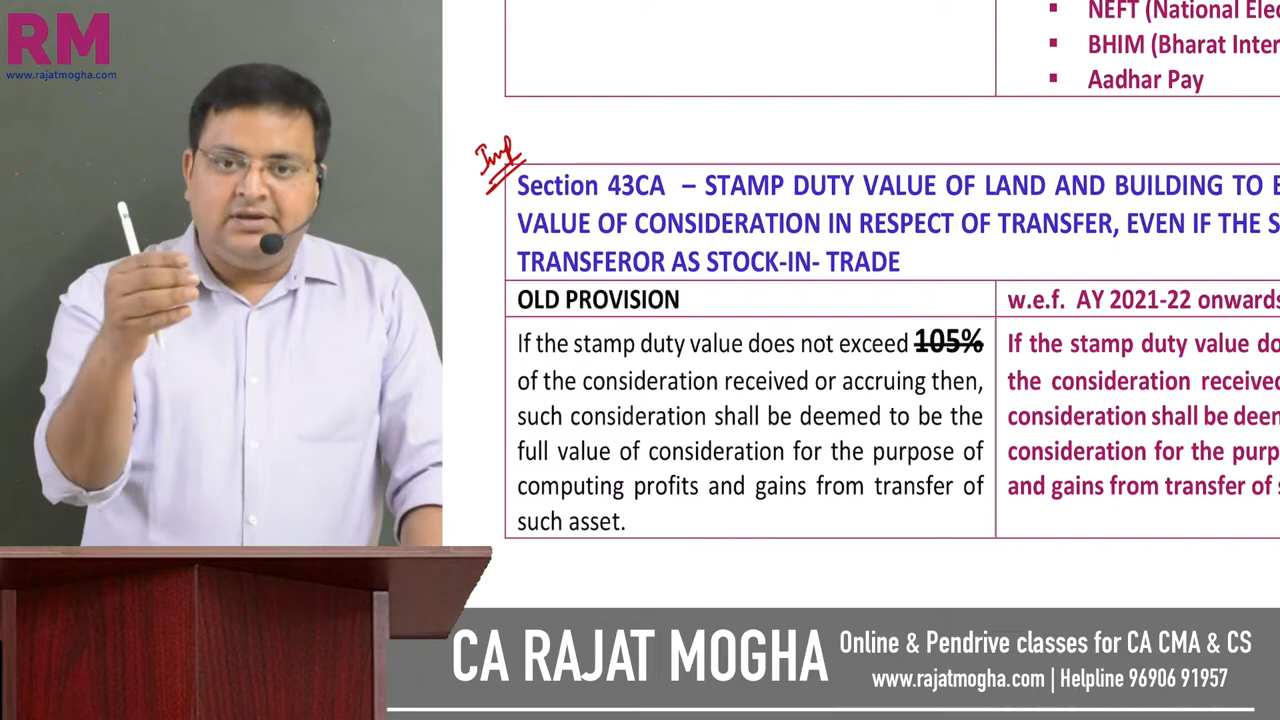 RM
www.rajatmogha.com
NEFT (National Elec
BHIM (Bharat Inter
Aadhar Pay
Imp
Section 43CA – STAMP DUTY VALUE OF LAND AND BUILDING TO B
VALUE OF CONSIDERATION IN RESPECT OF TRANSFER, EVEN IF THE S
TRANSFEROR AS STOCK-IN- TRADE
OLD PROVISION
w.e.f. AY 2021-22 onwards
If the stamp duty value does not exceed 105%
of the consideration received or accruing then,
such consideration shall be deemed to be the
full value of consideration for the purpose of
computing profits and gains from transfer of
such asset.
If the stamp duty value do
the consideration received
consideration shall be deem
consideration for the purp
and gains from transfer of s
CA RAJAT MOGHA
Online & Pendrive classes for CA CMA & CS
www.rajatmogha.com | Helpline 96906 91957